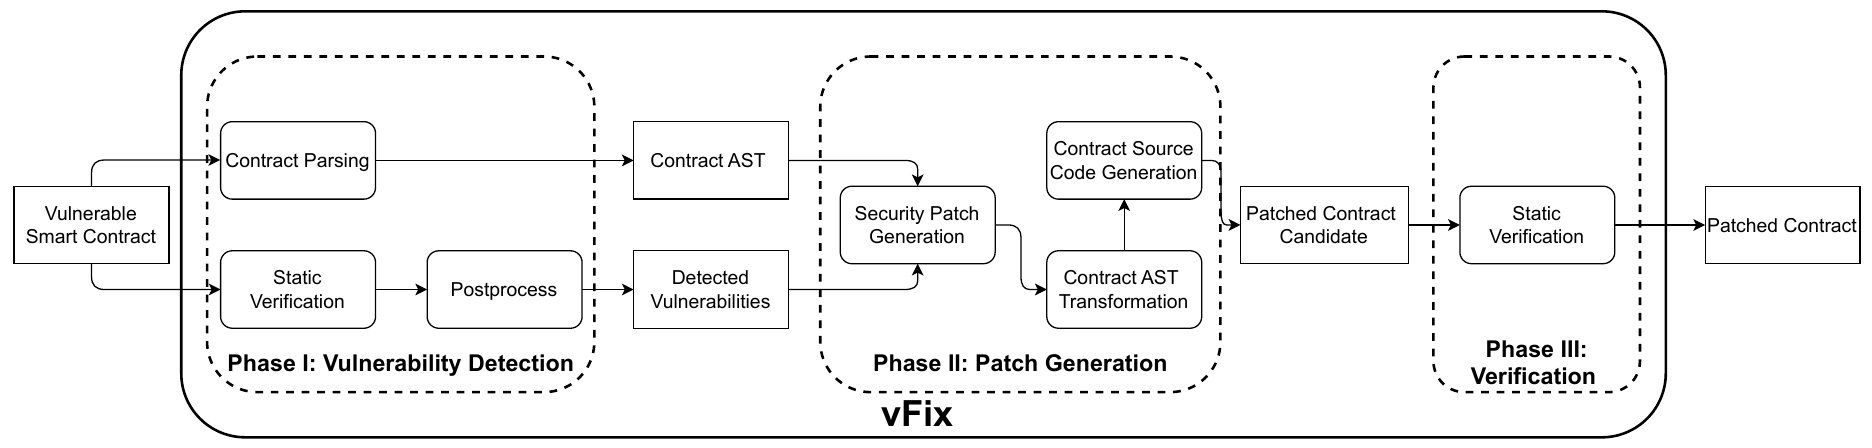 Vulnerable
Smart Contract
Contract Parsing
Static
Verification
Postprocess
Phase I: Vulnerability Detection
Contract AST
Detected
Vulnerabilities
Security Patch
Generation
Contract Source
Code Generation
Contract AST
Transformation
Phase II: Patch Generation
Patched Contract
Candidate
Static
Verification
Phase III:
Verification
Patched Contract
vFix